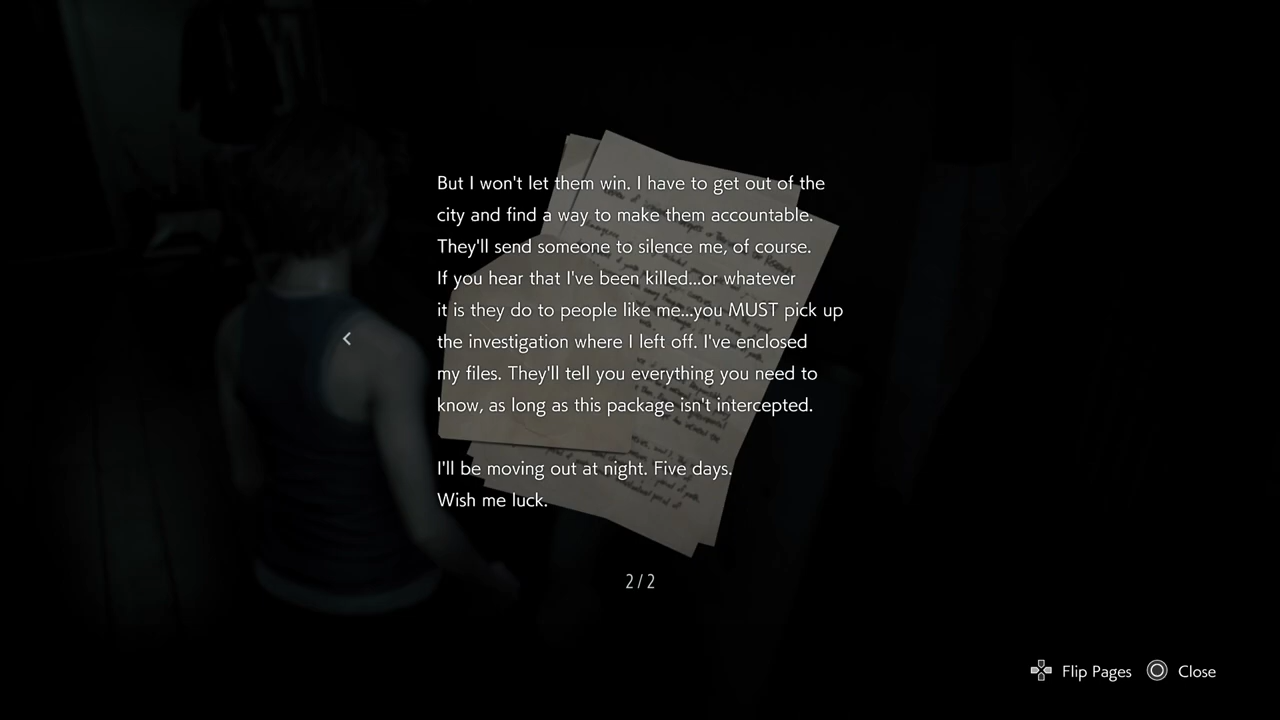 But I won't let them win. I have to get out of the
city and find a way to make them accountable.
They'll send someone to silence me, of course.
If you hear that I've been killed...or whatever
it is they do to people like me...you MUST pick up
the investigation where I left off. I've enclosed
my files. They'll tell you everything you need to
know, as long as this package isn't intercepted.
I'll be moving out at night. Five days.
Wish me luck.
2 / 2
Flip Pages
Close